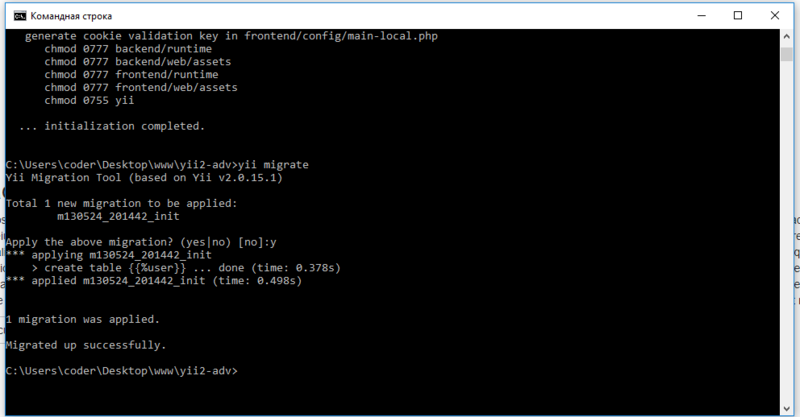 Командная строка
generate cookie validation key in frontend/config/main-local.php
chmod 0777 backend/runtime
chmod 0777 backend/web/assets
chmod 0777 frontend/runtime
chmod 0777 frontend/web/assets
chmod 0755 yii
... initialization completed.
C:\Users\coder\Desktop\www\yii2-adv>yii migrate
Yii Migration Tool (based on Yii v2.0.15.1)
Total 1 new migration to be applied:
m130524_201442_init
Apply the above migration? (yes|no) [no]:y
*** applying m130524_201442_init
> create table {{%user}} ... done (time: 0.378s)
*** applied m130524_201442_init (time: 0.498s)
1 migration was applied.
Migrated up successfully.
C:\Users\coder\Desktop\www\yii2-adv>